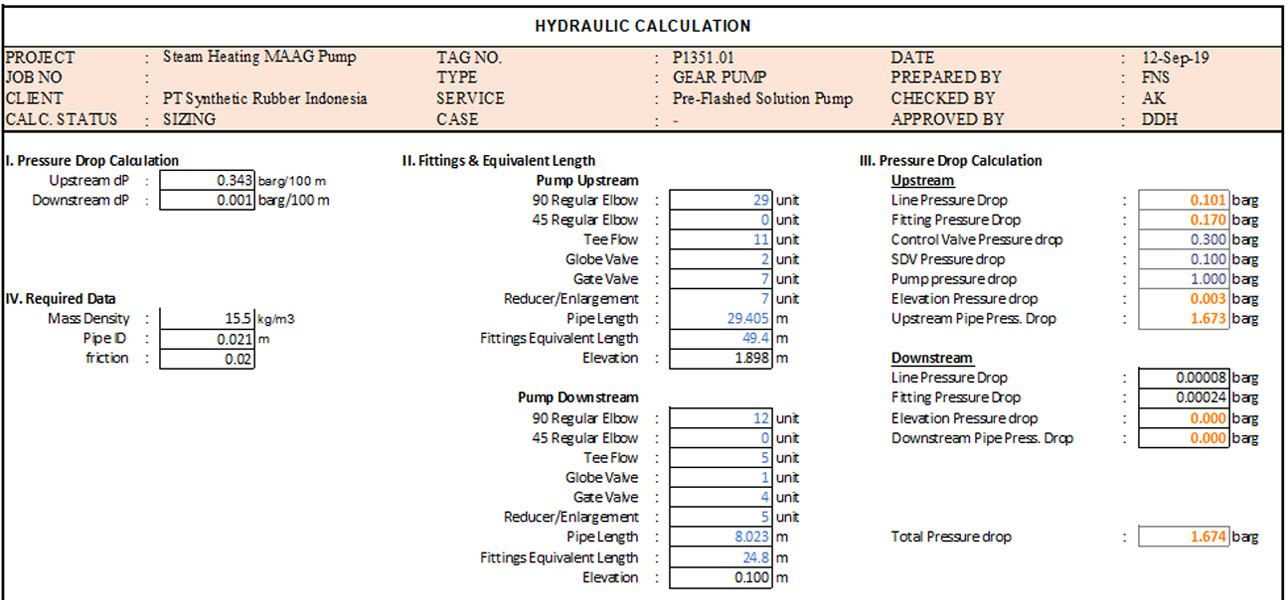 HYDRAULIC CALCULATION
PROJECT : Steam Heating MAAG Pump TAG NO. : P1351.01 DATE : 12-Sep-19
JOB NO : TYPE : GEAR PUMP PREPARED BY : FNS
CLIENT : PT Synthetic Rubber Indonesia SERVICE : Pre-Flashed Solution Pump CHECKED BY : AK
CALC. STATUS : SIZING CASE : - APPROVED BY : DDH
I. Pressure Drop Calculation
Upstream dP : 0.343 barg/100 m
Downstream dP : 0.001 barg/100 m
IV. Required Data
Mass Density : 15.5 kg/m3
Pipe ID : 0.021 m
friction : 0.02
II. Fittings & Equivalent Length
Pump Upstream
90 Regular Elbow : 29 unit
45 Regular Elbow : 0 unit
Tee Flow : 11 unit
Globe Valve : 2 unit
Gate Valve : 7 unit
Reducer/Enlargement : 7 unit
Pipe Length : 29.405 m
Fittings Equivalent Length 49.4 m
Elevation : 1.898 m
Pump Downstream
90 Regular Elbow : 12 unit
45 Regular Elbow : 0 unit
Tee Flow : 5 unit
Globe Valve : 1 unit
Gate Valve : 4 unit
Reducer/Enlargement : 5 unit
Pipe Length : 8.023 m
Fittings Equivalent Length : 24.8 m
Elevation : 0.100 m
III. Pressure Drop Calculation
Upstream
Line Pressure Drop : 0.101 barg
Fitting Pressure Drop : 0.170 barg
Control Valve Pressure drop : 0.300 barg
SDV Pressure drop : 0.100 barg
Pump pressure drop : 1.000 barg
Elevation Pressure drop : 0.003 barg
Upstream Pipe Press. Drop : 1.673 barg
Downstream
Line Pressure Drop : 0.00008 barg
Fitting Pressure Drop : 0.00024 barg
Elevation Pressure drop : 0.000 barg
Downstream Pipe Press. Drop : 0.000 barg
Total Pressure drop : 1.674 barg